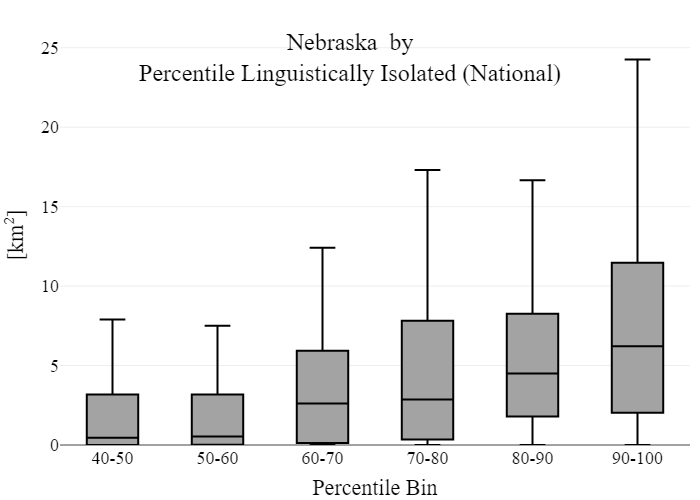 Nebraska by
Percentile Linguistically Isolated (National)
[km²]
25
20
15
10
5
0
40-50 50-60 60-70 70-80 80-90 90-100
Percentile Bin